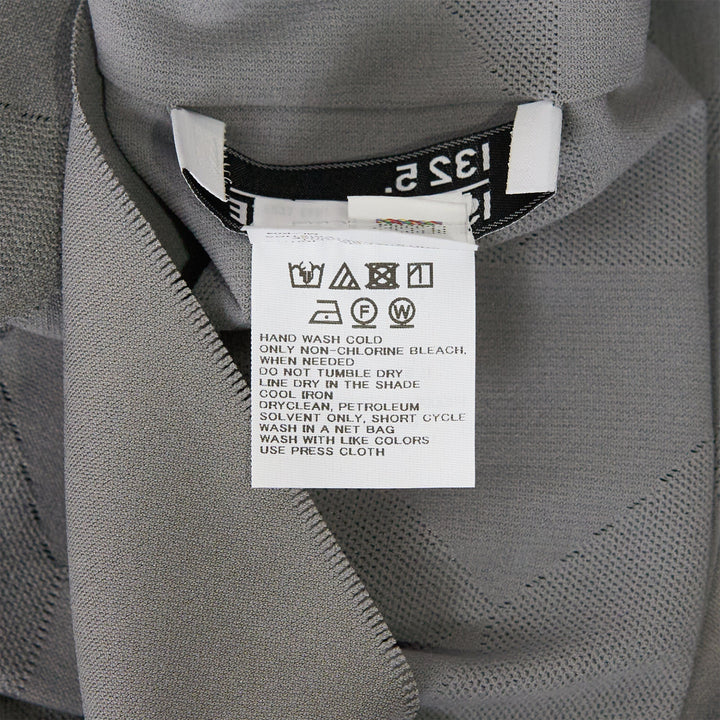 132 5.
F
W
HAND WASH COLD
ONLY NON-CHLORINE BLEACH,
WHEN NEEDED
DO NOT TUMBLE DRY
LINE DRY IN THE SHADE
COOL IRON
DRYCLEAN, PETROLEUM
SOLVENT ONLY, SHORT CYCLE
WASH IN A NET BAG
WASH WITH LIKE COLORS
USE PRESS CLOTH